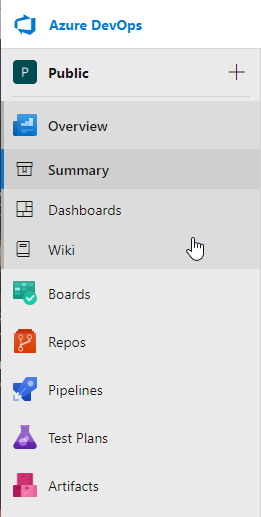 Azure DevOps
P Public
Overview
Summary
Dashboards
Wiki
Boards
Repos
Pipelines
Test Plans
Artifacts